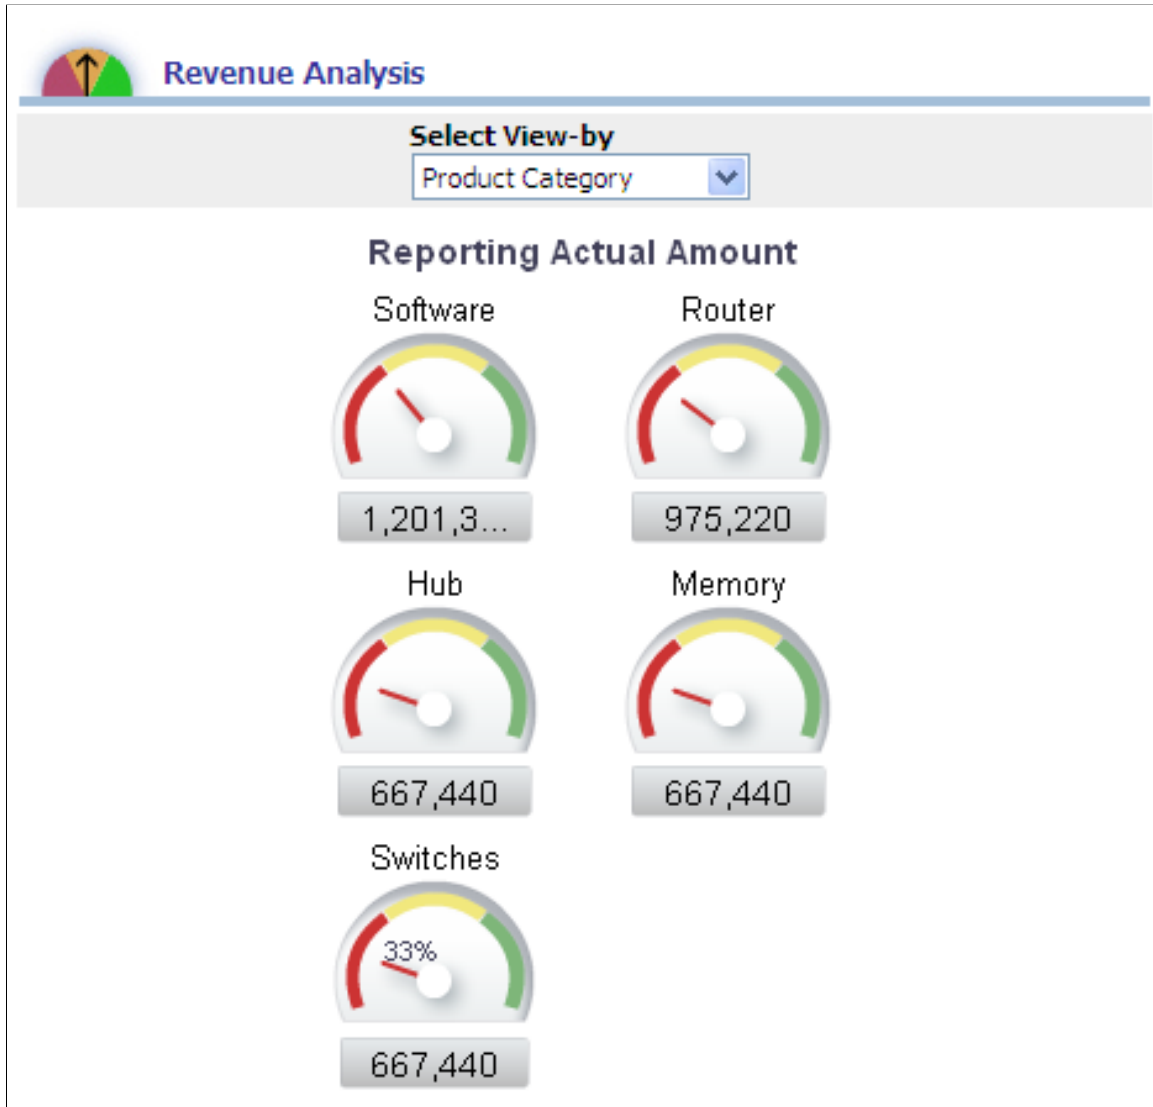 Revenue Analysis
Select View-by
Product Category
Reporting Actual Amount
Software Router
1,201,3... 975,220
Hub Memory
667,440 667,440
Switches
33%
667,440